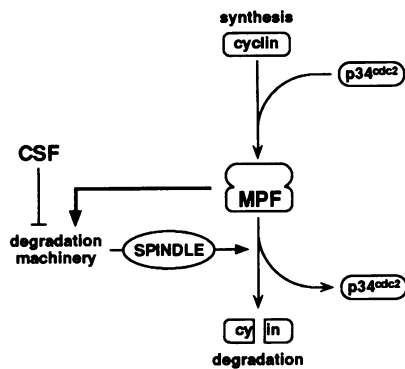 synthesis
cyclin
p34cdc2
CSF
MPF
degradation
machinery
SPINDLE
p34cdc2
cy in
degradation